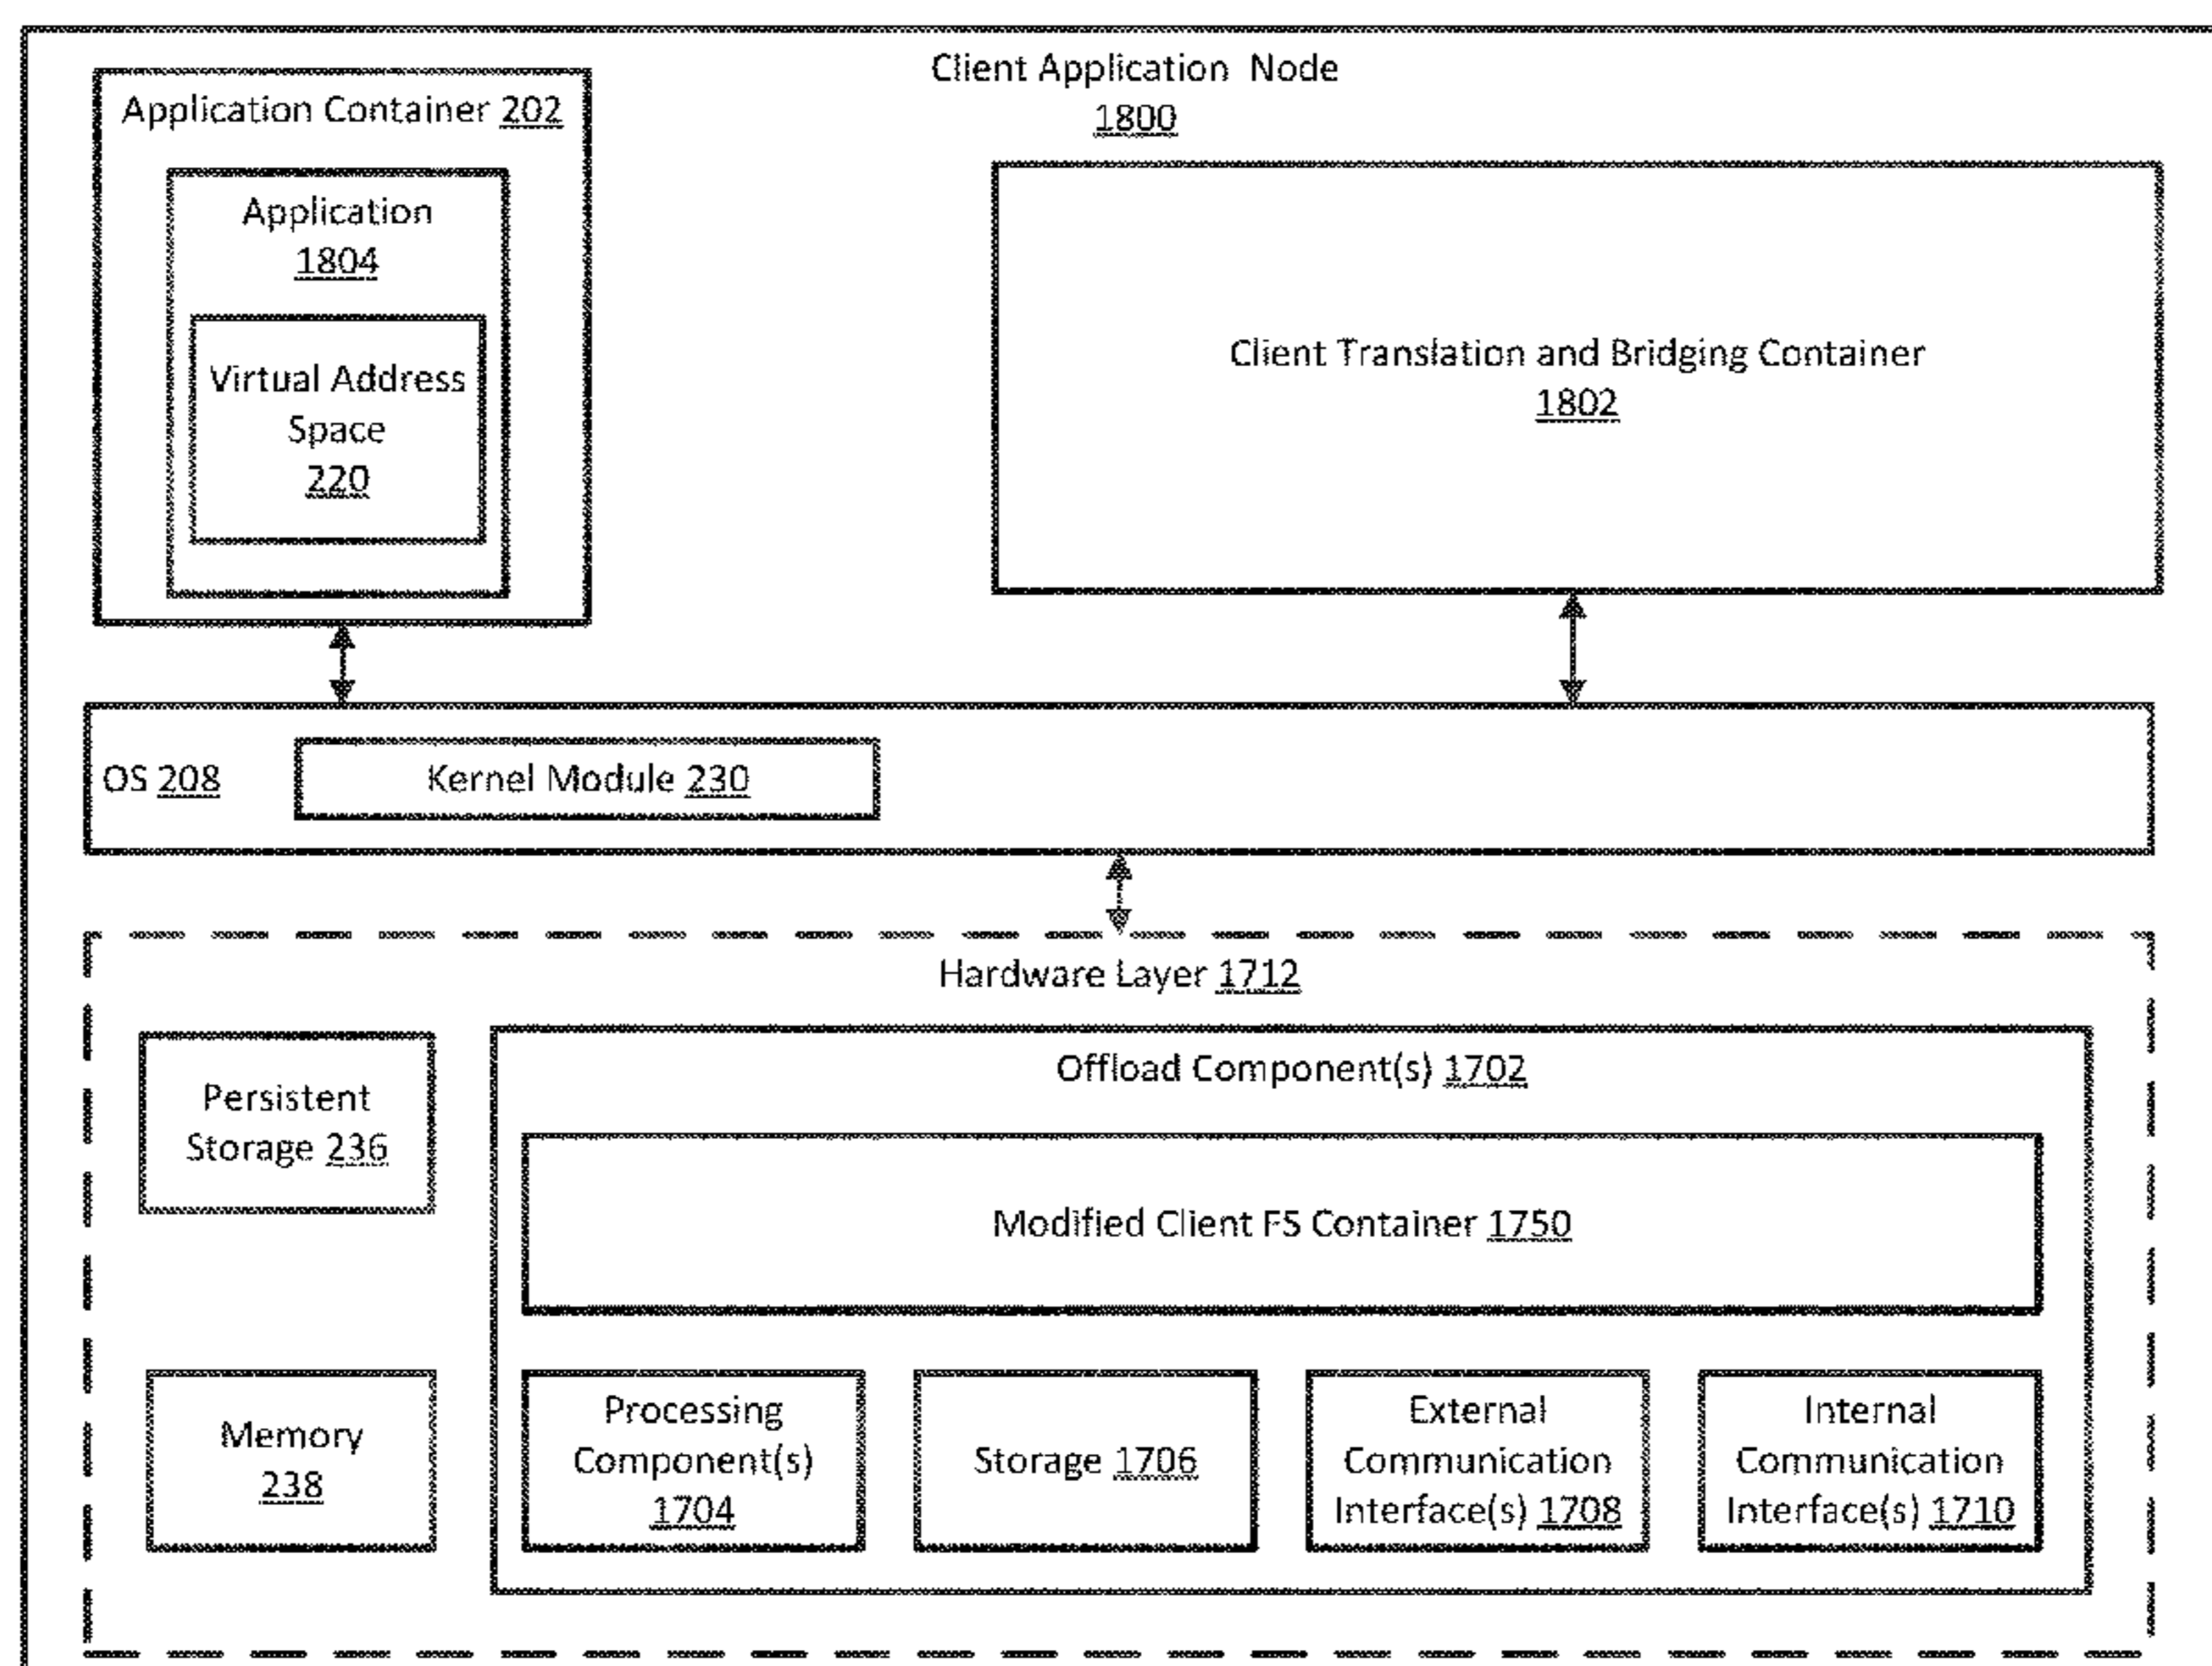 Client Application Node
1800
Application Container 202
Application
1804
Virtual Address
Space
220
Client Translation and Bridging Container
1802
OS 208
Kernel Module 230
Hardware Layer 1712
Persistent
Storage 236
Offload Component(s) 1702
Modified Client FS Container 1750
Memory
238
Processing
Component(s)
1704
Storage 1706
External
Communication
Interface(s) 1708
Internal
Communication
Interface(s) 1710